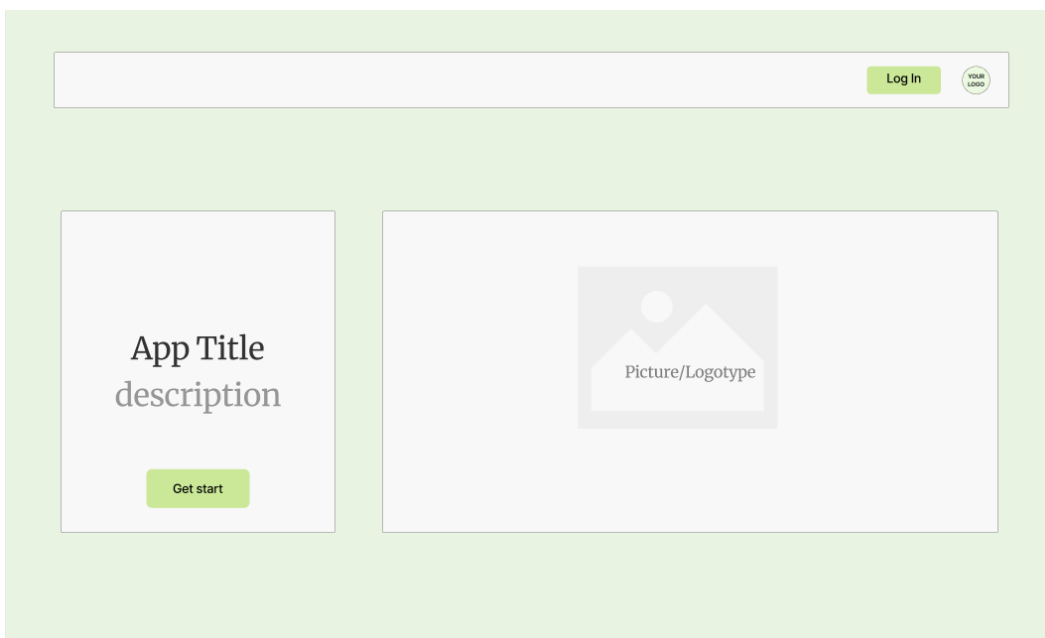 Log In
YOUR
LOGO
App Title
description
Get start
Picture/Logotype